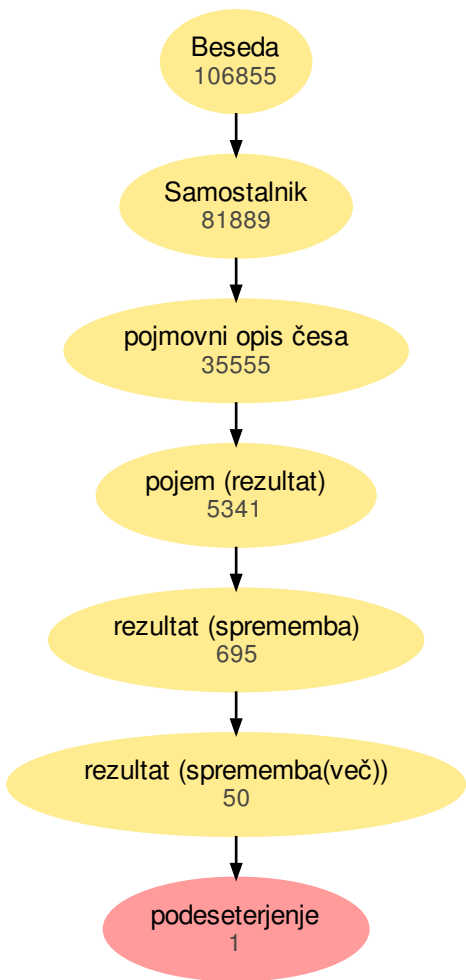 Beseda
106855
Samostalnik
81889
pojmovni opis česa
35555
pojem (rezultat)
5341
rezultat (sprememba)
695
rezultat (sprememba(več))
50
podeseterjenje
1